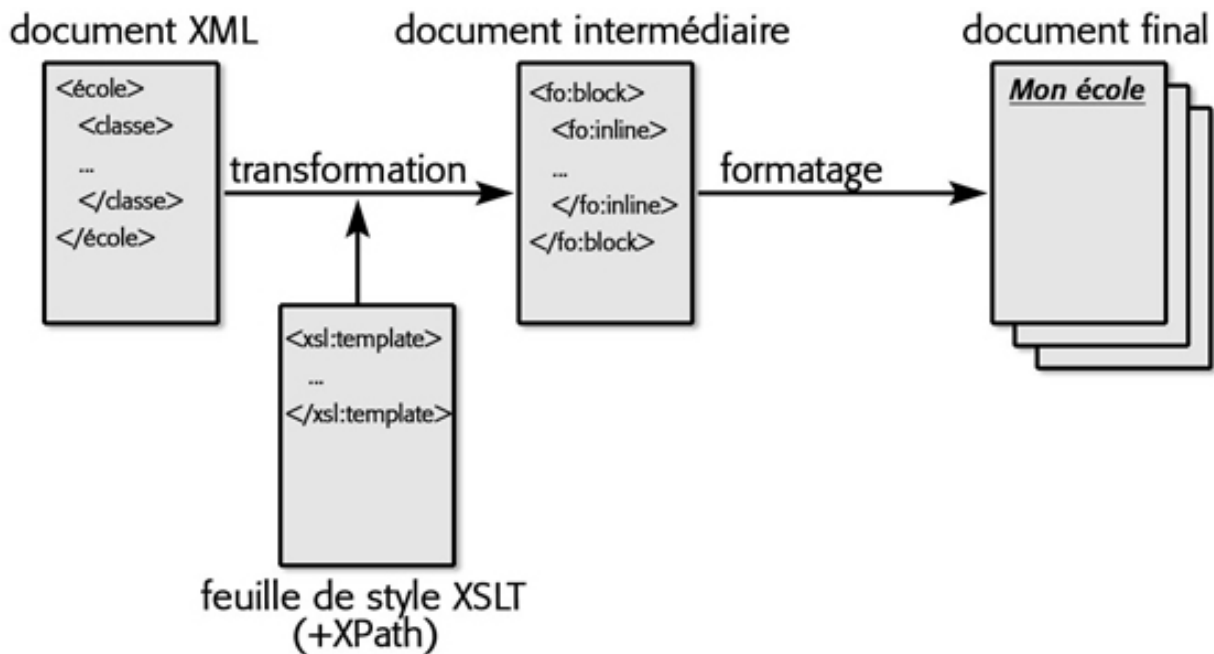 document XML
<école>
<classe>
...
</classe>
</école>
transformation
document intermédiaire
<fo:block>
<fo:inline>
...
</fo:inline>
</fo:block>
formatage
document final
Mon école
<xsl:template>
...
</xsl:template>
feuille de style XSLT
(+XPath)